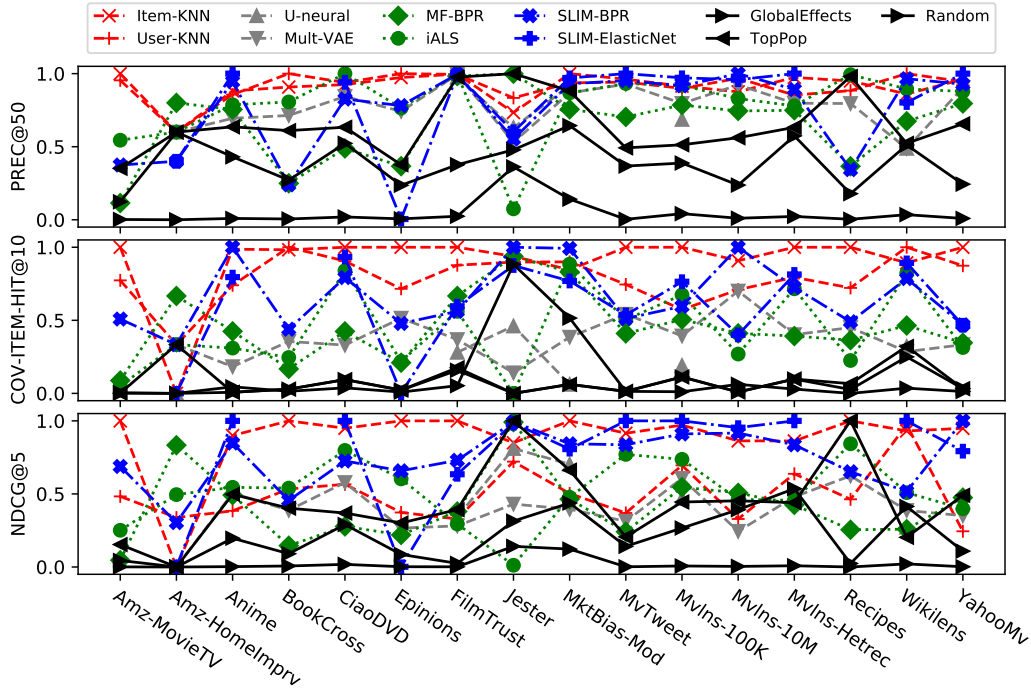 Item-KNN U-neural MF-BPR SLIM-BPR GlobalEffects Random
User-KNN Mult-VAE iALS SLIM-ElasticNet TopPop
PREC@50
1.0
0.5
0.0
COV-ITEM-HIT@10
1.0
0.5
0.0
NDCG@5
1.0
0.5
0.0
Amz-MovieTV
Amz-HomeImprv
Anime
BookCross
CiaoDVD
Epinions
FilmTrust
Jester
MktBias-Mod
MvTweet
Mvlns-100K
Mvlns-10M
Mvlns-Hetrec
Recipes
Wikilens
YahooMv